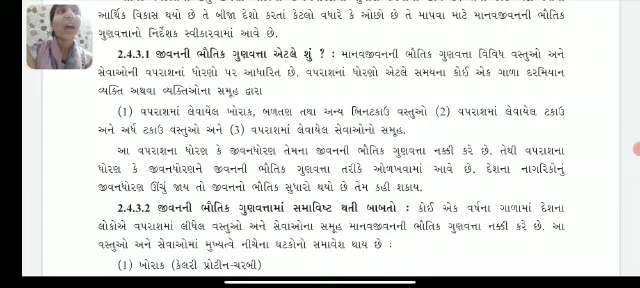 આર્થિક વિકાસ થયો છે તે બીજા દેશો કરતાં કેટલો વધારે કે ઓછો છે તે માપવા માટે માનવજીવનની ભૌતિક
ગુણવત્તાનો નિર્દેશક સ્વીકારવામાં આવે છે.
2.4.3.1 જીવનની ભૌતિક ગુણવત્તા એટલે શું ? : માનવજીવનની ભૌતિક ગુણવત્તા વિવિધ વસ્તુઓ અને
સેવાઓની વપરાશનાં ધોરણો પર આધારિત છે. વપરાશનાં ધોરણો એટલે સમયના કોઈ એક ગાળા દરમિયાન
વ્યક્તિ અથવા વ્યક્તિઓના સમૂહ દ્વારા
(1) વપરાશમાં લેવાયેલ ખોરાક, બળતણ તથા અન્ય બિનટકાઉ વસ્તુઓ (2) વપરાશમાં લેવાયેલ ટકાઉ
અને અર્ધ ટકાઉ વસ્તુઓ અને (3) વપરાશમાં લેવાયેલ સેવાઓનો સમૂહ.
આ વપરાશના ધોરણ કે જીવનધોરણ તેમના જીવનની ભૌતિક ગુણવત્તા નક્કી કરે છે. તેથી વપરાશના
ધોરણ કે જીવનધોરણને જીવનની ભૌતિક ગુણવત્તા તરીકે ઓળખવામાં આવે છે. દેશના નાગરિકોનું
જીવનધોરણ ઊંચું જાય તો જીવનનો ભૌતિક સુધારો થયો છે તેમ કહી શકાય.
2.4.3.2 જીવનની ભૌતિક ગુણવત્તામાં સમાવિષ્ટ થતી બાબતો : કોઈ એક વર્ષના ગાળામાં દેશના
લોકોએ વપરાશમાં લીધેલ વસ્તુઓ અને સેવાઓના સમૂહ માનવજીવનની ભૌતિક ગુણવત્તા નક્કી કરે છે. આ
વસ્તુઓ અને સેવાઓમાં મુખ્યત્વે નીચેના ઘટકોનો સમાવેશ થાય છે :
(1) ખોરાક (કેલરી પ્રોટીન-ચરબી)